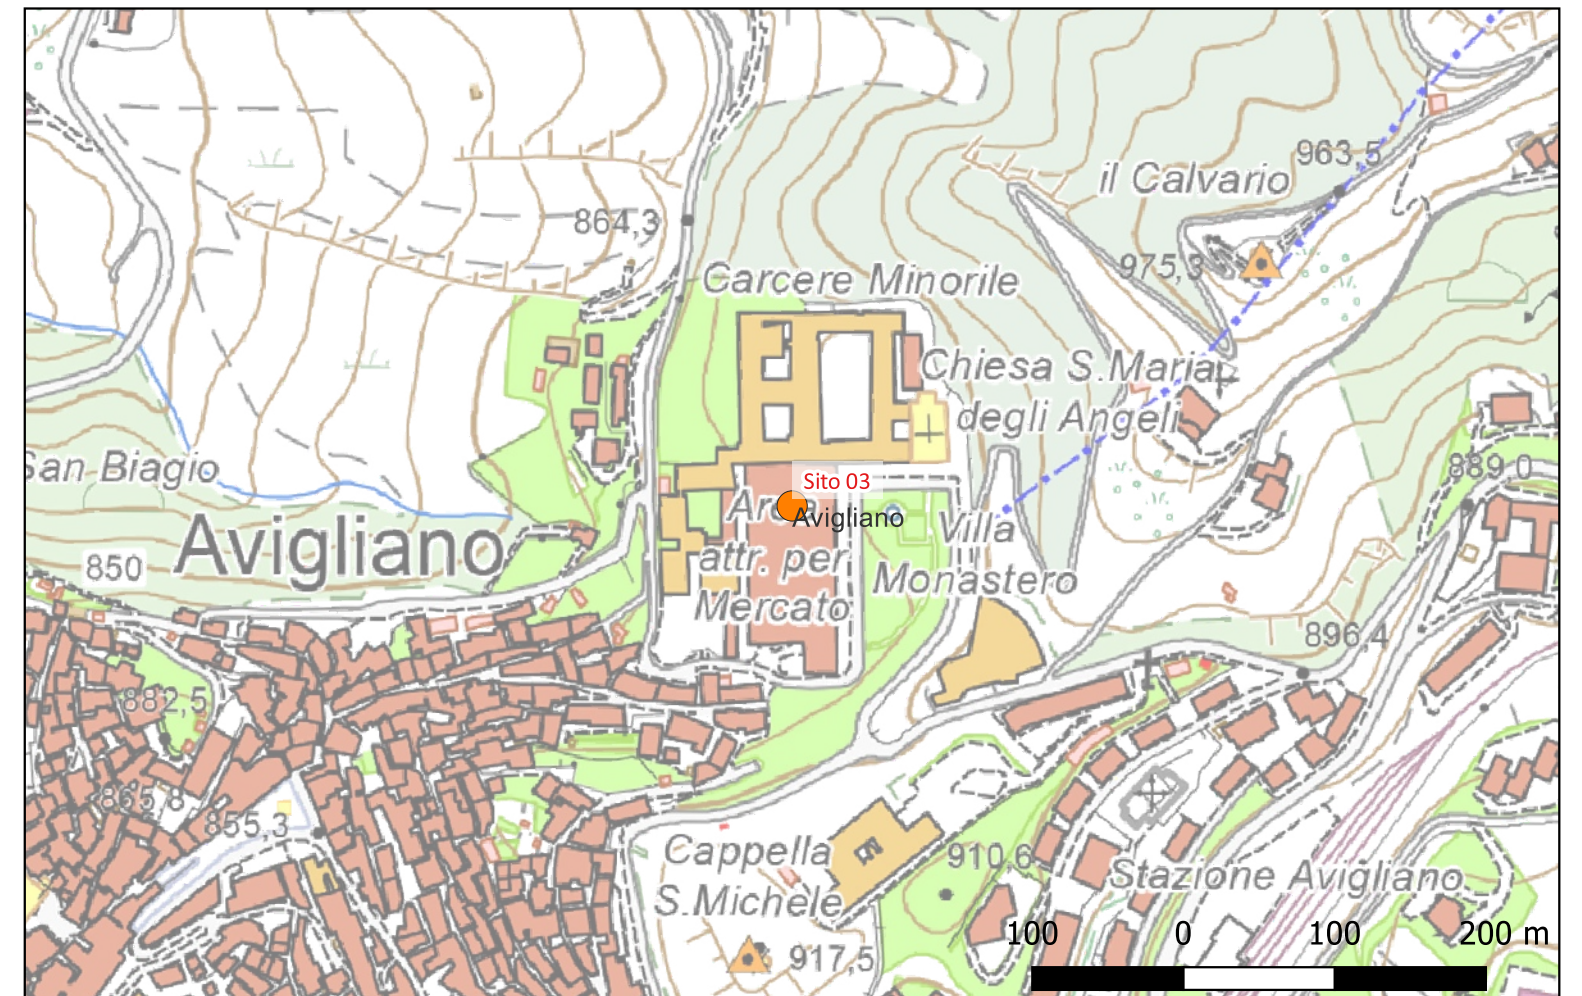 963,5
il Calvario
864,3
975,3
Carcere Minorile
Chiesa S.Maria
degli Angeli
San Biagio
889,0
Sito 03
Avigliano
Villa
Monastero
Avigliano
attr. per
Mercato
850
896,4
882,5
865,8
855,3
Cappella
S.Michele
910,6
Stazione Avigliano
917,5
100 0 100 200 m